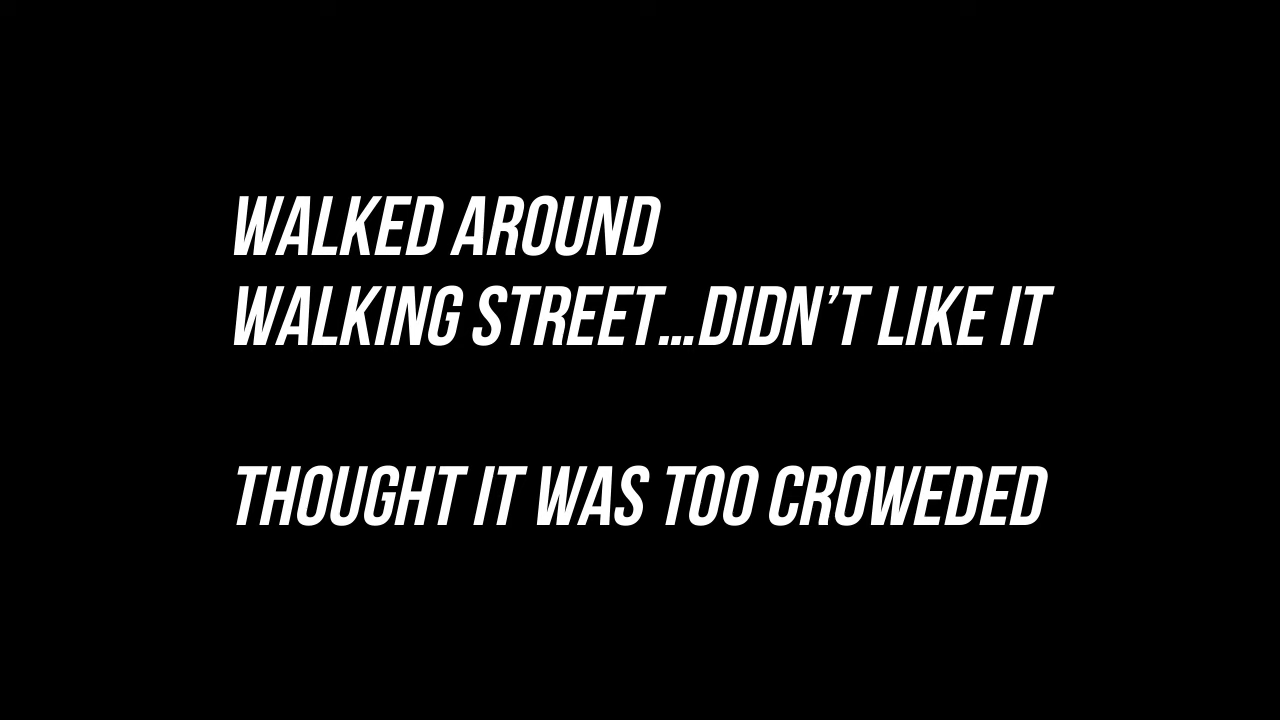 WALKED AROUND
WALKING STREET...DIDN'T LIKE IT
THOUGHT IT WAS TOO CROWEDED